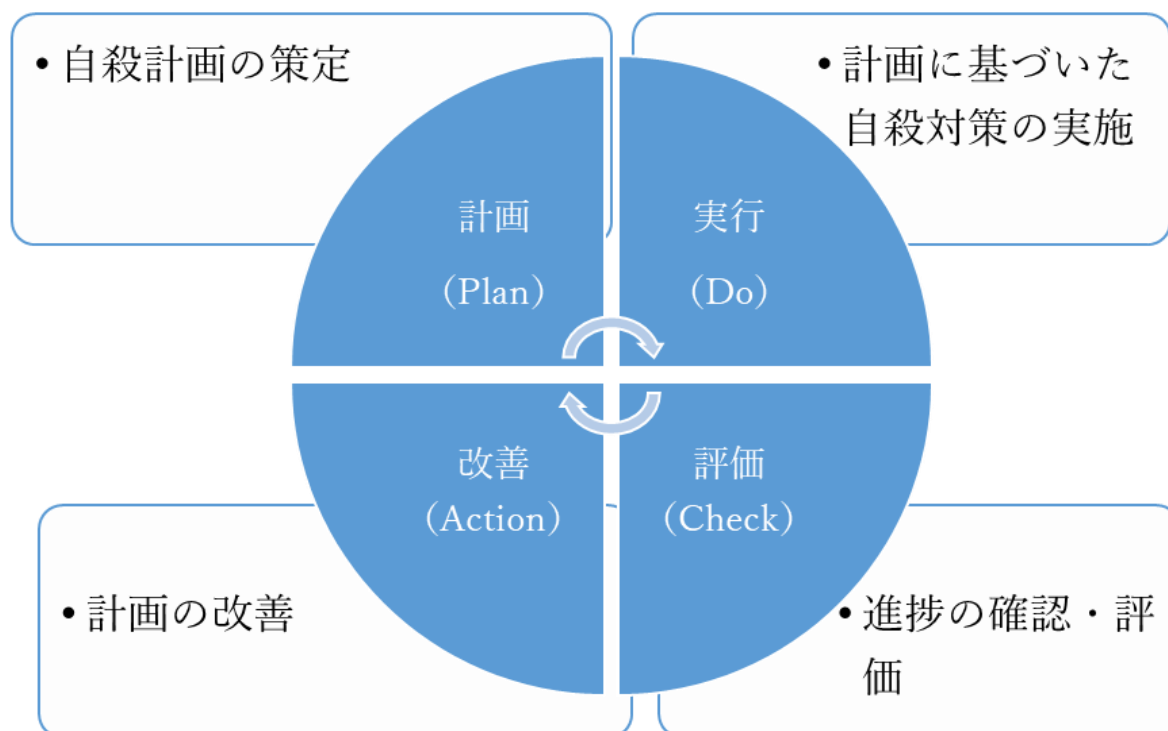 • 自殺計画の策定
• 計画に基づいた
自殺対策の実施
計画
（Plan）
実行
（Do）
改善
（Action）
評価
（Check）
• 計画の改善
• 進捗の確認・評
価